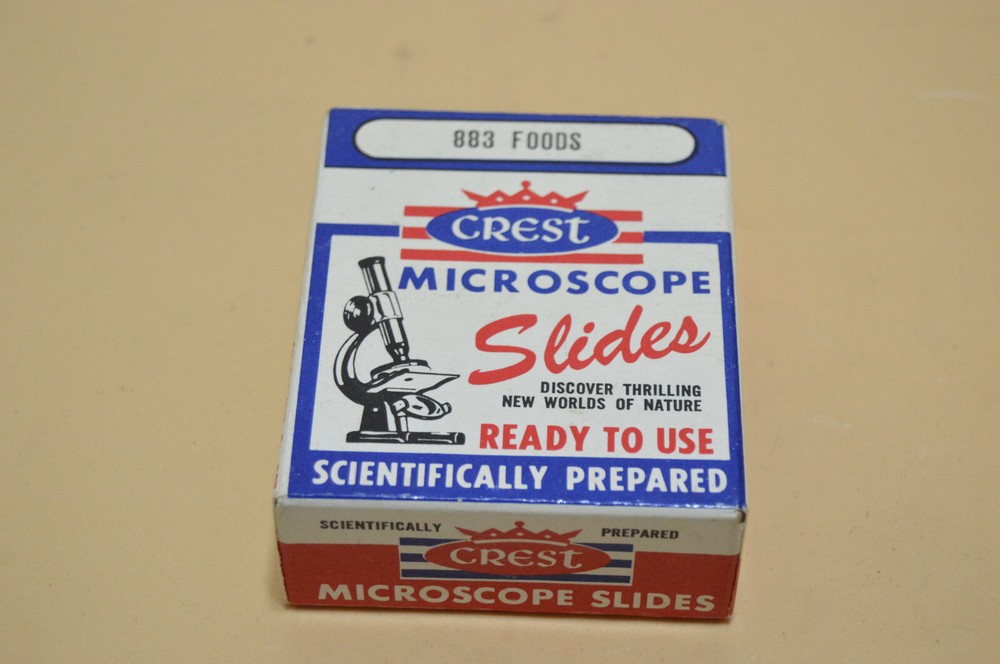 883 FOODS
CREST
MICROSCOPE
Slides
DISCOVER THRILLING
NEW WORLDS OF NATURE
READY TO USE
SCIENTIFICALLY PREPARED
SCIENTIFICALLY PREPARED
CREST
MICROSCOPE SLIDES